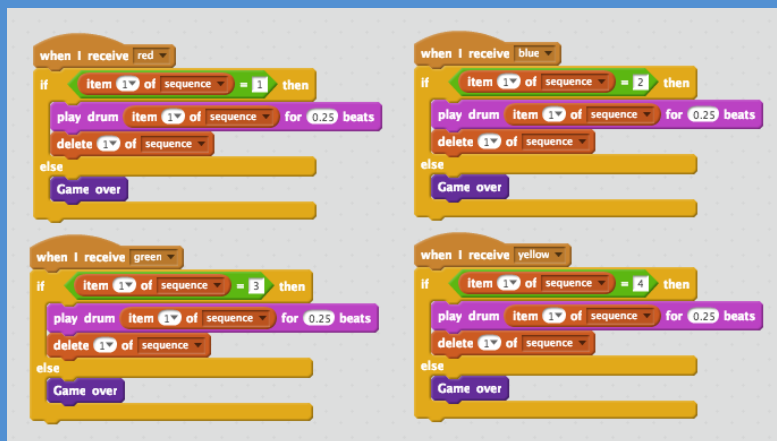 when I receive red
if item 1 of sequence = 1 then
play drum item 1 of sequence for 0.25 beats
delete 1 of sequence
else
Game over
when I receive blue
if item 1 of sequence = 2 then
play drum item 1 of sequence for 0.25 beats
delete 1 of sequence
else
Game over
when I receive green
if item 1 of sequence = 3 then
play drum item 1 of sequence for 0.25 beats
delete 1 of sequence
else
Game over
when I receive yellow
if item 1 of sequence = 4 then
play drum item 1 of sequence for 0.25 beats
delete 1 of sequence
else
Game over